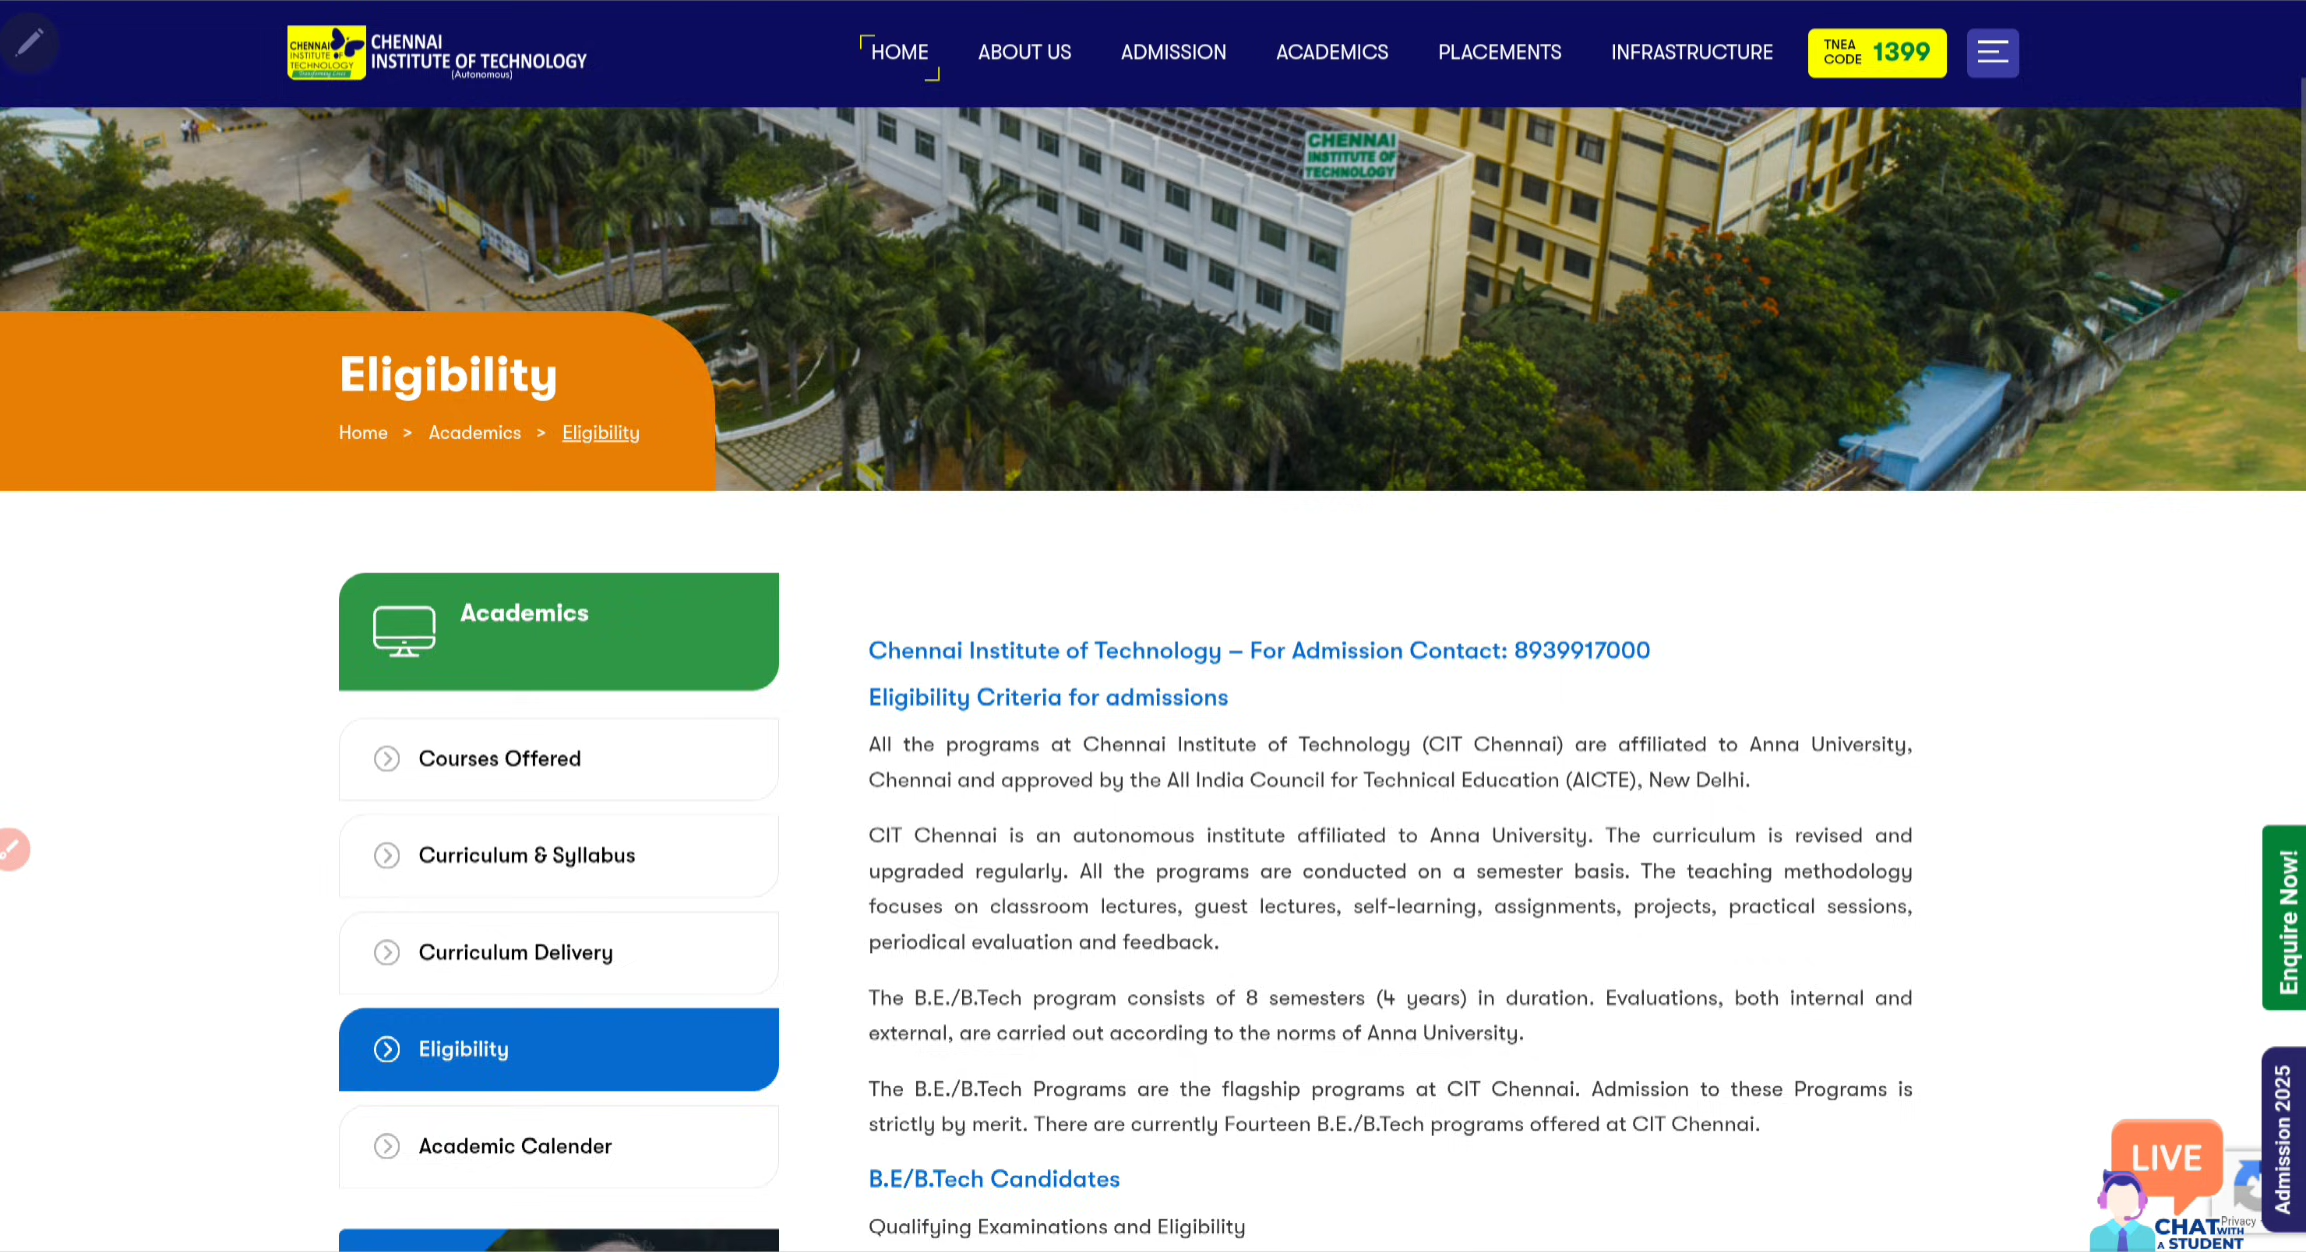 CHENNAI
INSTITUTE OF
TECHNOLOGY
Transforming Lives
CHENNAI
INSTITUTE OF TECHNOLOGY
(Autonomous)
HOME
ABOUT US
ADMISSION
ACADEMICS
PLACEMENTS
INFRASTRUCTURE
TNEA
CODE
1399
CHENNAI
INSTITUTE OF
TECHNOLOGY
Eligibility
Home > Academics > Eligibility
Academics
Courses Offered
Curriculum & Syllabus
Curriculum Delivery
Eligibility
Academic Calender
Chennai Institute of Technology – For Admission Contact: 8939917000
Eligibility Criteria for admissions
All the programs at Chennai Institute of Technology (CIT Chennai) are affiliated to Anna University,
Chennai and approved by the All India Council for Technical Education (AICTE), New Delhi.
CIT Chennai is an autonomous institute affiliated to Anna University. The curriculum is revised and
upgraded regularly. All the programs are conducted on a semester basis. The teaching methodology
focuses on classroom lectures, guest lectures, self-learning, assignments, projects, practical sessions,
periodical evaluation and feedback.
The B.E./B.Tech program consists of 8 semesters (4 years) in duration. Evaluations, both internal and
external, are carried out according to the norms of Anna University.
The B.E./B.Tech Programs are the flagship programs at CIT Chennai. Admission to these Programs is
strictly by merit. There are currently Fourteen B.E./B.Tech programs offered at CIT Chennai.
B.E/B.Tech Candidates
Qualifying Examinations and Eligibility
Enquire Now!
Admission 2025
LIVE
CHAT WITH
A STUDENT
Privacy